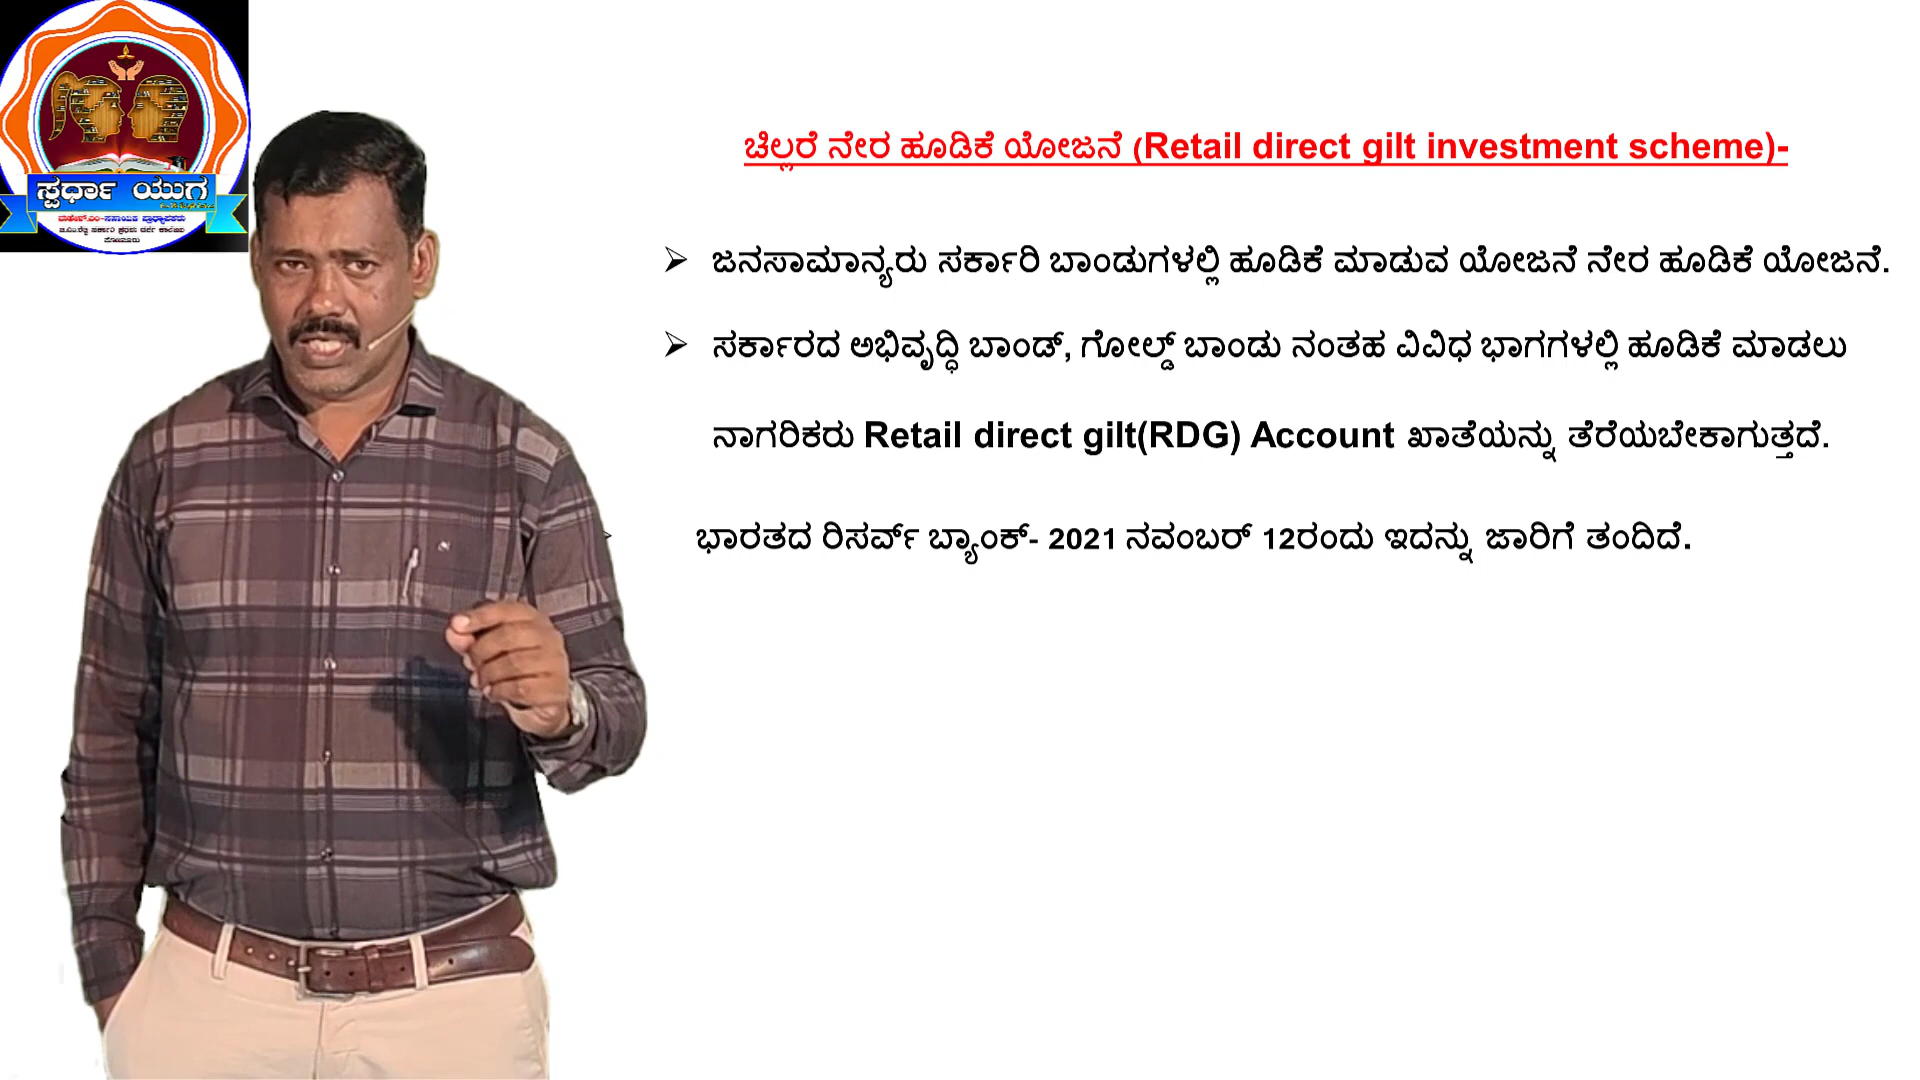 ಸ್ಪರ್ಧಾ ಯುಗ
ಚಿಲ್ಲರೆ ನೇರ ಹೂಡಿಕೆ ಯೋಜನೆ (Retail direct gilt investment scheme)-
➢ ಜನಸಾಮಾನ್ಯರು ಸರ್ಕಾರಿ ಬಾಂಡುಗಳಲ್ಲಿ ಹೂಡಿಕೆ ಮಾಡುವ ಯೋಜನೆ ನೇರ ಹೂಡಿಕೆ ಯೋಜನೆ.
➢ ಸರ್ಕಾರದ ಅಭಿವೃದ್ಧಿ ಬಾಂಡ್, ಗೋಲ್ಡ್ ಬಾಂಡು ನಂತಹ ವಿವಿಧ ಭಾಗಗಳಲ್ಲಿ ಹೂಡಿಕೆ ಮಾಡಲು
ನಾಗರಿಕರು Retail direct gilt(RDG) Account ಖಾತೆಯನ್ನು ತೆರೆಯಬೇಕಾಗುತ್ತದೆ.
ಭಾರತದ ರಿಸರ್ವ್ ಬ್ಯಾಂಕ್- 2021 ನವಂಬರ್ 12ರಂದು ಇದನ್ನು ಜಾರಿಗೆ ತಂದಿದೆ.